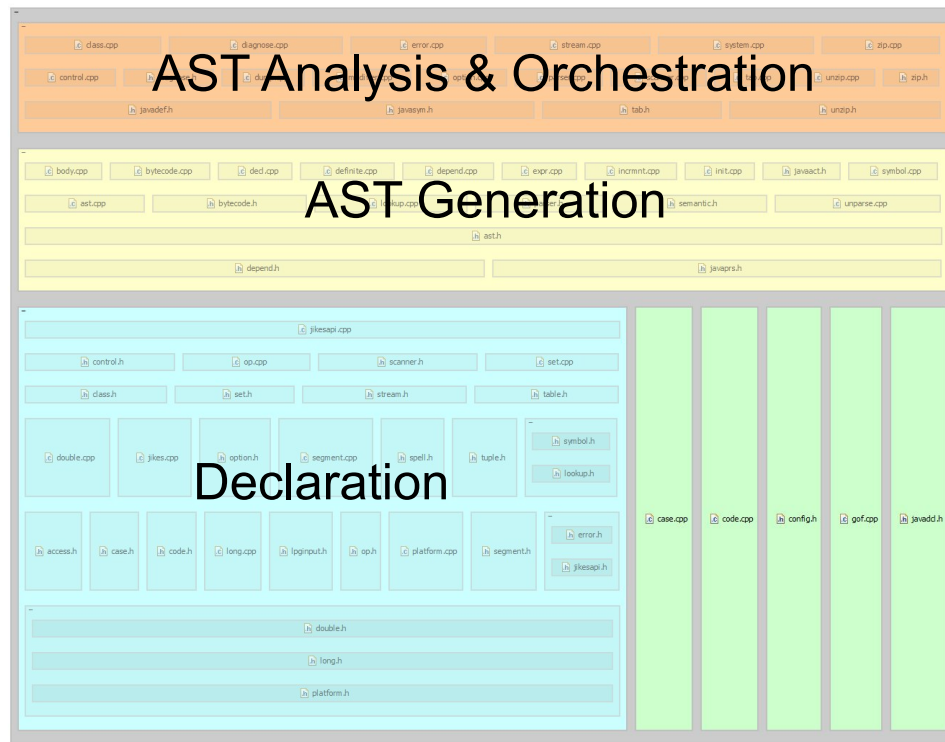 class.cpp diagnose.cpp error.cpp stream.cpp system.cpp zip.cpp
AST Analysis & Orchestration
control.cpp unzip.cpp zip.h
javadef.h javasym.h tab.h unzip.h
body.cpp bytecode.cpp decl.cpp definite.cpp depend.cpp expr.cpp incrmnt.cpp init.cpp javaact.h symbol.cpp
AST Generation
ast.cpp bytecode.h semantic.h unparse.cpp
ast.h
depend.h javaprs.h
jikesapi.cpp
control.h op.cpp scanner.h set.cpp
class.h set.h stream.h table.h
symbol.h
double.cpp jikes.cpp option.h segment.cpp spell.h tuple.h
lookup.h
Declaration
case.cpp code.cpp config.h gof.cpp javadcl.h
error.h
access.h case.h code.h long.cpp lpginput.h op.h platform.cpp segment.h
jikesapi.h
double.h
long.h
platform.h